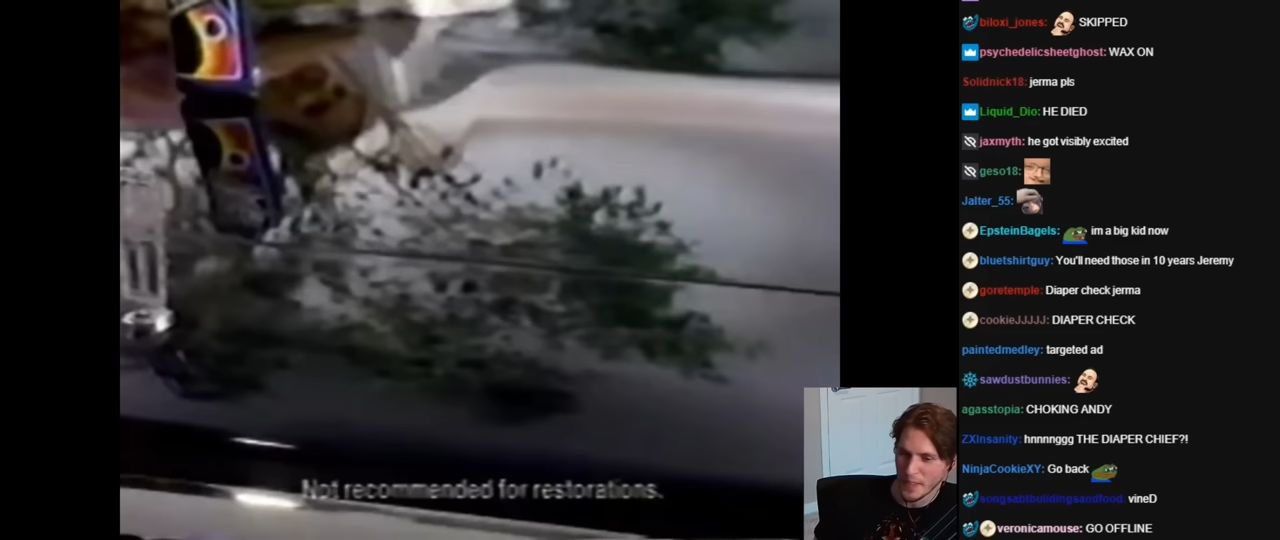 biloxi_jones: SKIPPED
psychedelicsheetghost: WAX ON
Solidnick18: jerma pls
Liquid_Dio: HE DIED
jaxmyth: he got visibly excited
geso18:
Jalter_55:
EpsteinBagels: im a big kid now
bluetshirtguy: You'll need those in 10 years Jeremy
goretemple: Diaper check jerma
cookieJJJJJ: DIAPER CHECK
paintedmedley: targeted ad
sawdustbunnies:
agasstopia: CHOKING ANDY
ZXInsanity: hnnnnggg THE DIAPER CHIEF?!
NinjaCookieXY: Go back
songsabtbuildingsandfood: vineD
veronicamouse: GO OFFLINE
Not recommended for restorations.